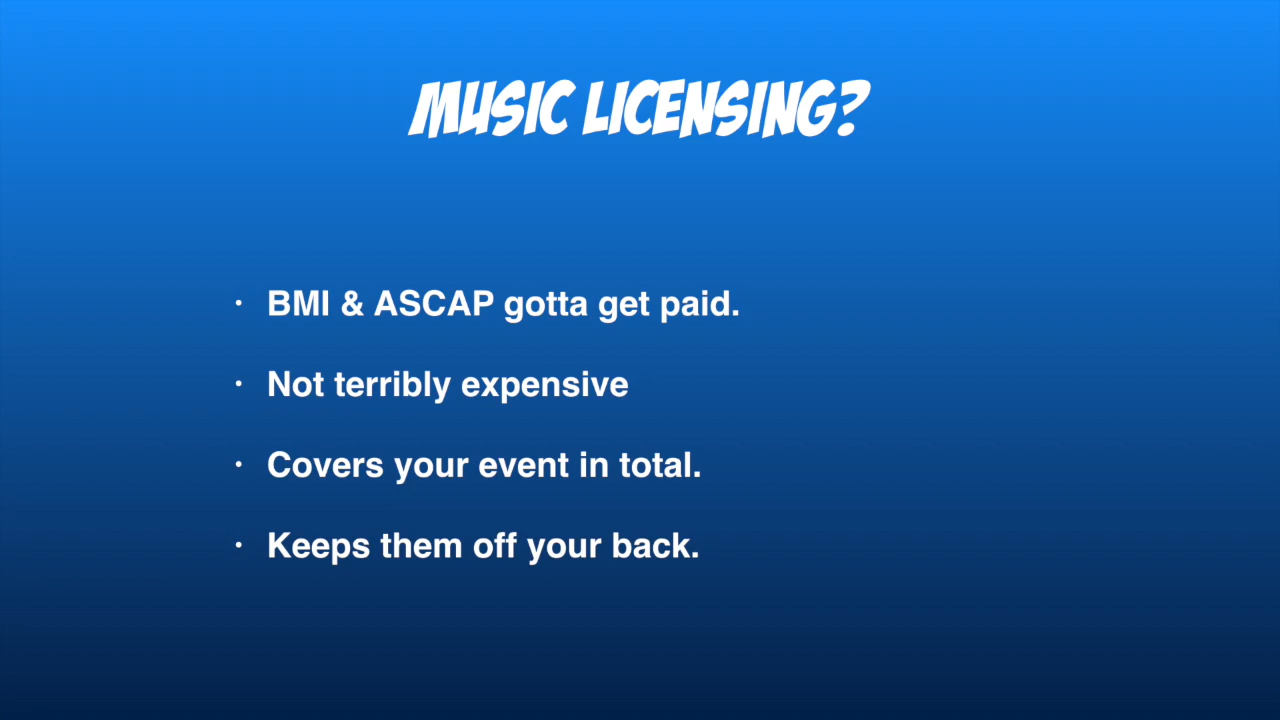 MUSIC LICENSING?
• BMI & ASCAP gotta get paid.
• Not terribly expensive
• Covers your event in total.
• Keeps them off your back.